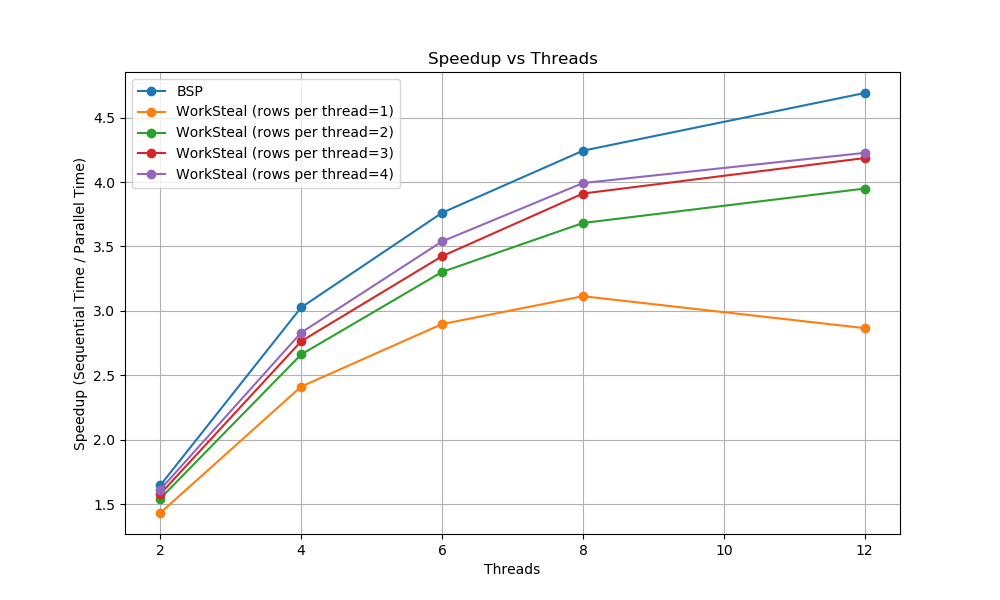 Speedup vs Threads
BSP
WorkSteal (rows per thread=1)
WorkSteal (rows per thread=2)
WorkSteal (rows per thread=3)
WorkSteal (rows per thread=4)
Speedup (Sequential Time / Parallel Time)
4.5
4.0
3.5
3.0
2.5
2.0
1.5
2 4 6 8 10 12
Threads